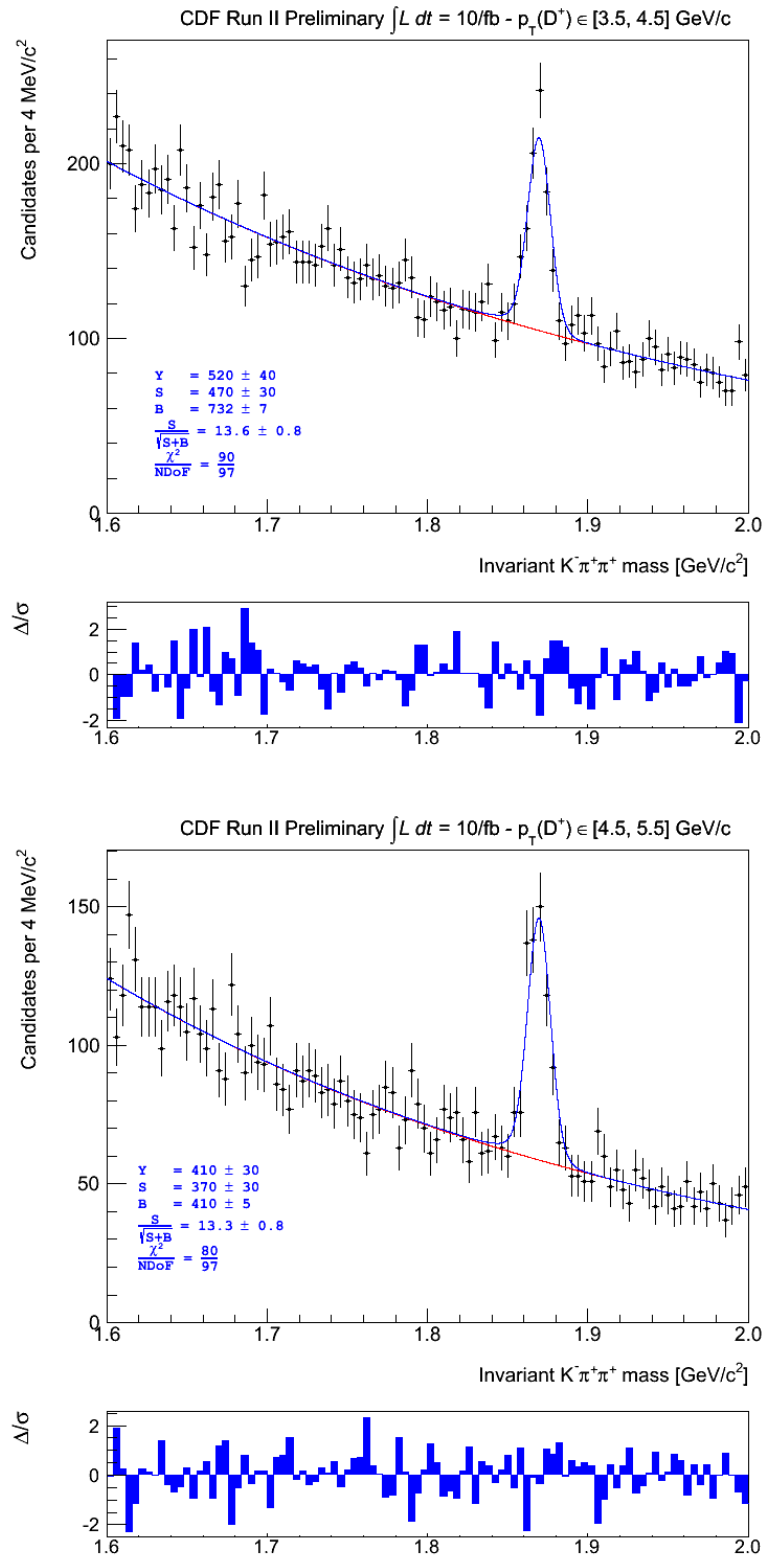 CDF Run II Preliminary ∫L dt = 10/fb - p_T(D⁺) ∈ [3.5, 4.5] GeV/c
Candidates per 4 MeV/c²
200
100
0
Y = 520 ± 40
S = 470 ± 30
B = 732 ± 7
S/√S+B = 13.6 ± 0.8
χ²/NDoF = 90/97
1.6 1.7 1.8 1.9 2.0
Invariant K⁻π⁺π⁺ mass [GeV/c²]
Δ/σ
2
0
-2
1.6 1.7 1.8 1.9 2.0
CDF Run II Preliminary ∫L dt = 10/fb - p_T(D⁺) ∈ [4.5, 5.5] GeV/c
Candidates per 4 MeV/c²
150
100
50
0
Y = 410 ± 30
S = 370 ± 30
B = 410 ± 5
S/√S+B = 13.3 ± 0.8
χ²/NDoF = 80/97
1.6 1.7 1.8 1.9 2.0
Invariant K⁻π⁺π⁺ mass [GeV/c²]
Δ/σ
2
0
-2
1.6 1.7 1.8 1.9 2.0